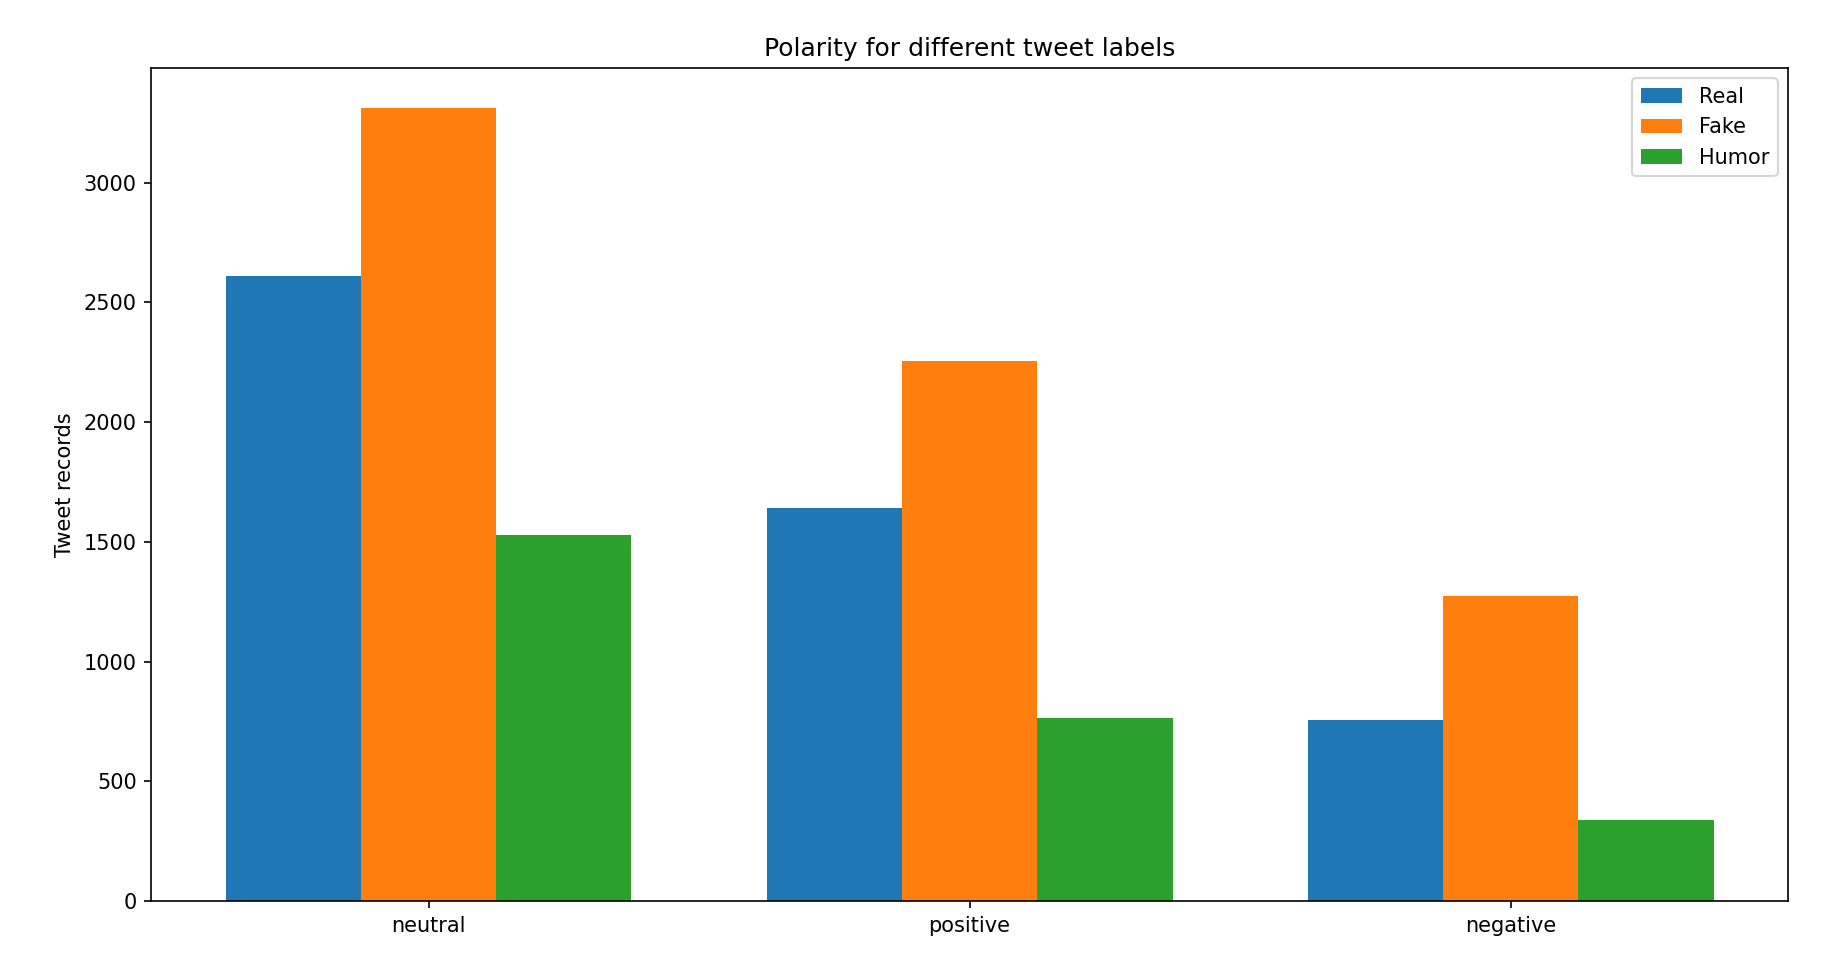 Polarity for different tweet labels
Real
Fake
Humor
Tweet records
3000
2500
2000
1500
1000
500
0
neutral positive negative